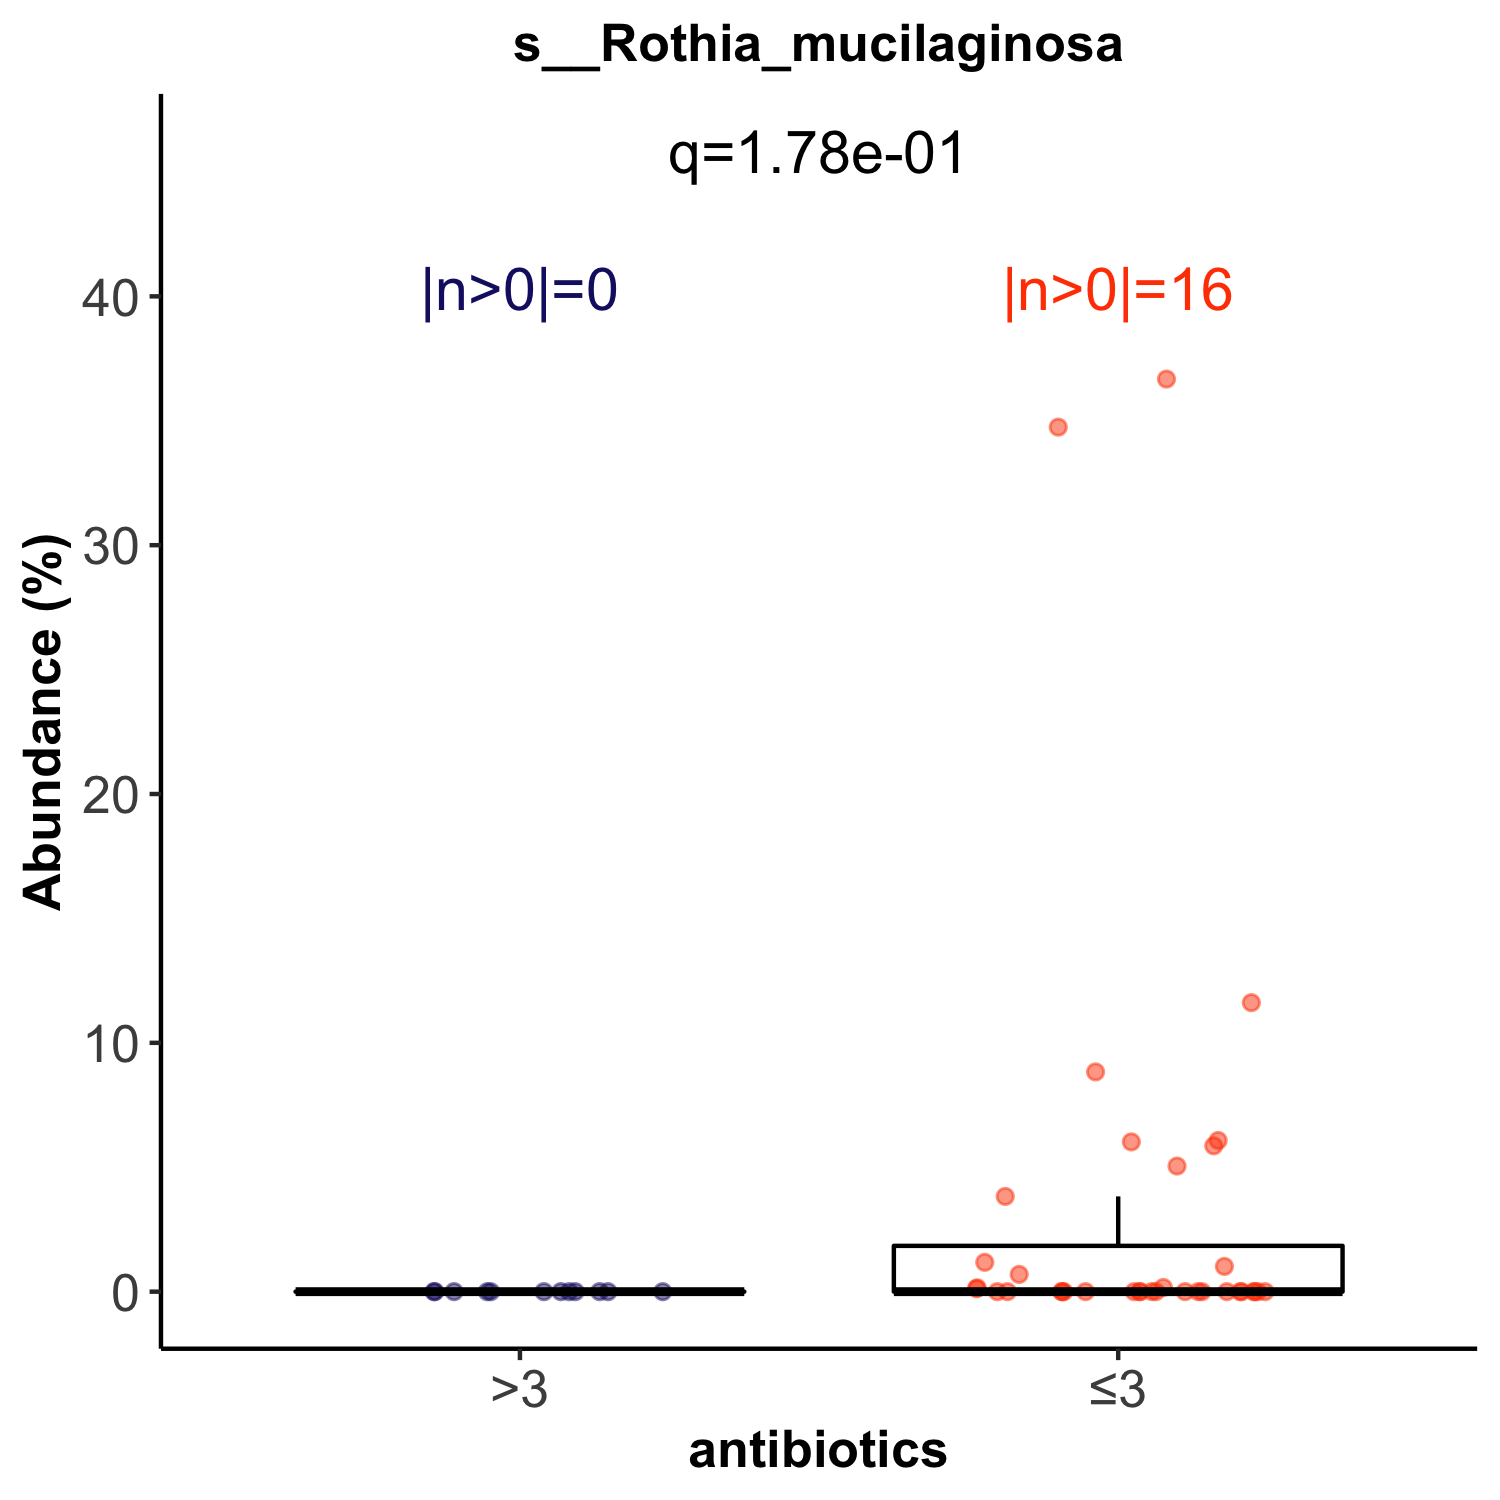 s__Rothia_mucilaginosa
q=1.78e-01
|n>0|=0
|n>0|=16
Abundance (%)
40
30
20
10
0
>3
≤3
antibiotics